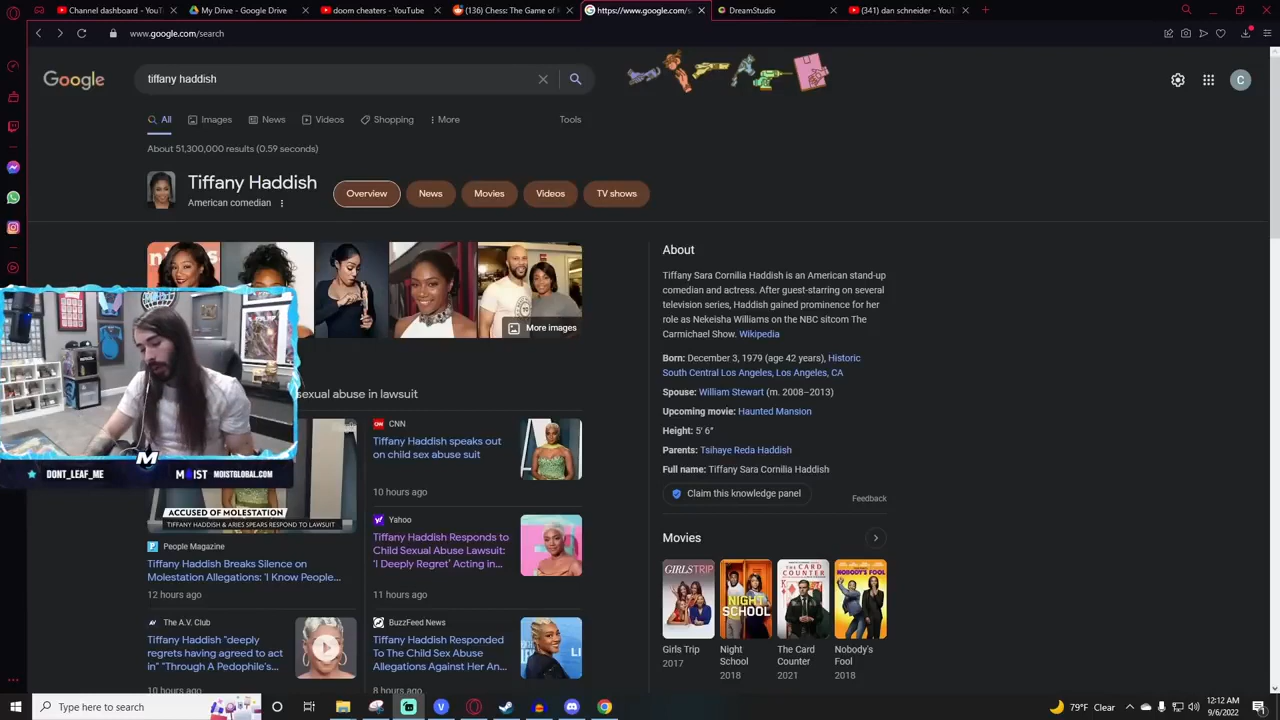 Channel dashboard - YouTube
My Drive - Google Drive
doom cheaters - YouTube
(136) Chess: The Game of
https://www.google.com/s
DreamStudio
(341) dan schneider - YouT
www.google.com/search
Google
tiffany haddish
C
All
Images
News
Videos
Shopping
More
Tools
About 51,300,000 results (0.59 seconds)
Tiffany Haddish
American comedian
Overview
News
Movies
Videos
TV shows
More images
sexual abuse in lawsuit
ACCUSED OF MOLESTATION
TIFFANY HADDISH & ARIES SPEARS RESPOND TO LAWSUIT
People Magazine
Tiffany Haddish Breaks Silence on
Molestation Allegations: 'I Know People...
12 hours ago
The A.V. Club
Tiffany Haddish "deeply
regrets having agreed to act
in" "Through A Pedophile's...
10 hours ago
CNN
Tiffany Haddish speaks out
on child sex abuse suit
10 hours ago
Yahoo
Tiffany Haddish Responds to
Child Sexual Abuse Lawsuit:
'I Deeply Regret' Acting in...
11 hours ago
BuzzFeed News
Tiffany Haddish Responded
To The Child Sex Abuse
Allegations Against Her An...
8 hours ago
DONT_LEAF_ME
M
MOIST
MOISTGLOBAL.COM
About
Tiffany Sara Cornilia Haddish is an American stand-up
comedian and actress. After guest-starring on several
television series, Haddish gained prominence for her
role as Nekeisha Williams on the NBC sitcom The
Carmichael Show. Wikipedia
Born: December 3, 1979 (age 42 years), Historic
South Central Los Angeles, Los Angeles, CA
Spouse: William Stewart (m. 2008–2013)
Upcoming movie: Haunted Mansion
Height: 5′ 6″
Parents: Tsihaye Reda Haddish
Full name: Tiffany Sara Cornilia Haddish
Claim this knowledge panel
Feedback
Movies
GIRLS TRIP
NIGHT
SCHOOL
THE CARD
COUNTER
NOBODY'S
FOOL
Girls Trip
2017
Night
School
2018
The Card
Counter
2021
Nobody's
Fool
2018
Type here to search
79°F Clear
12:12 AM
9/6/2022